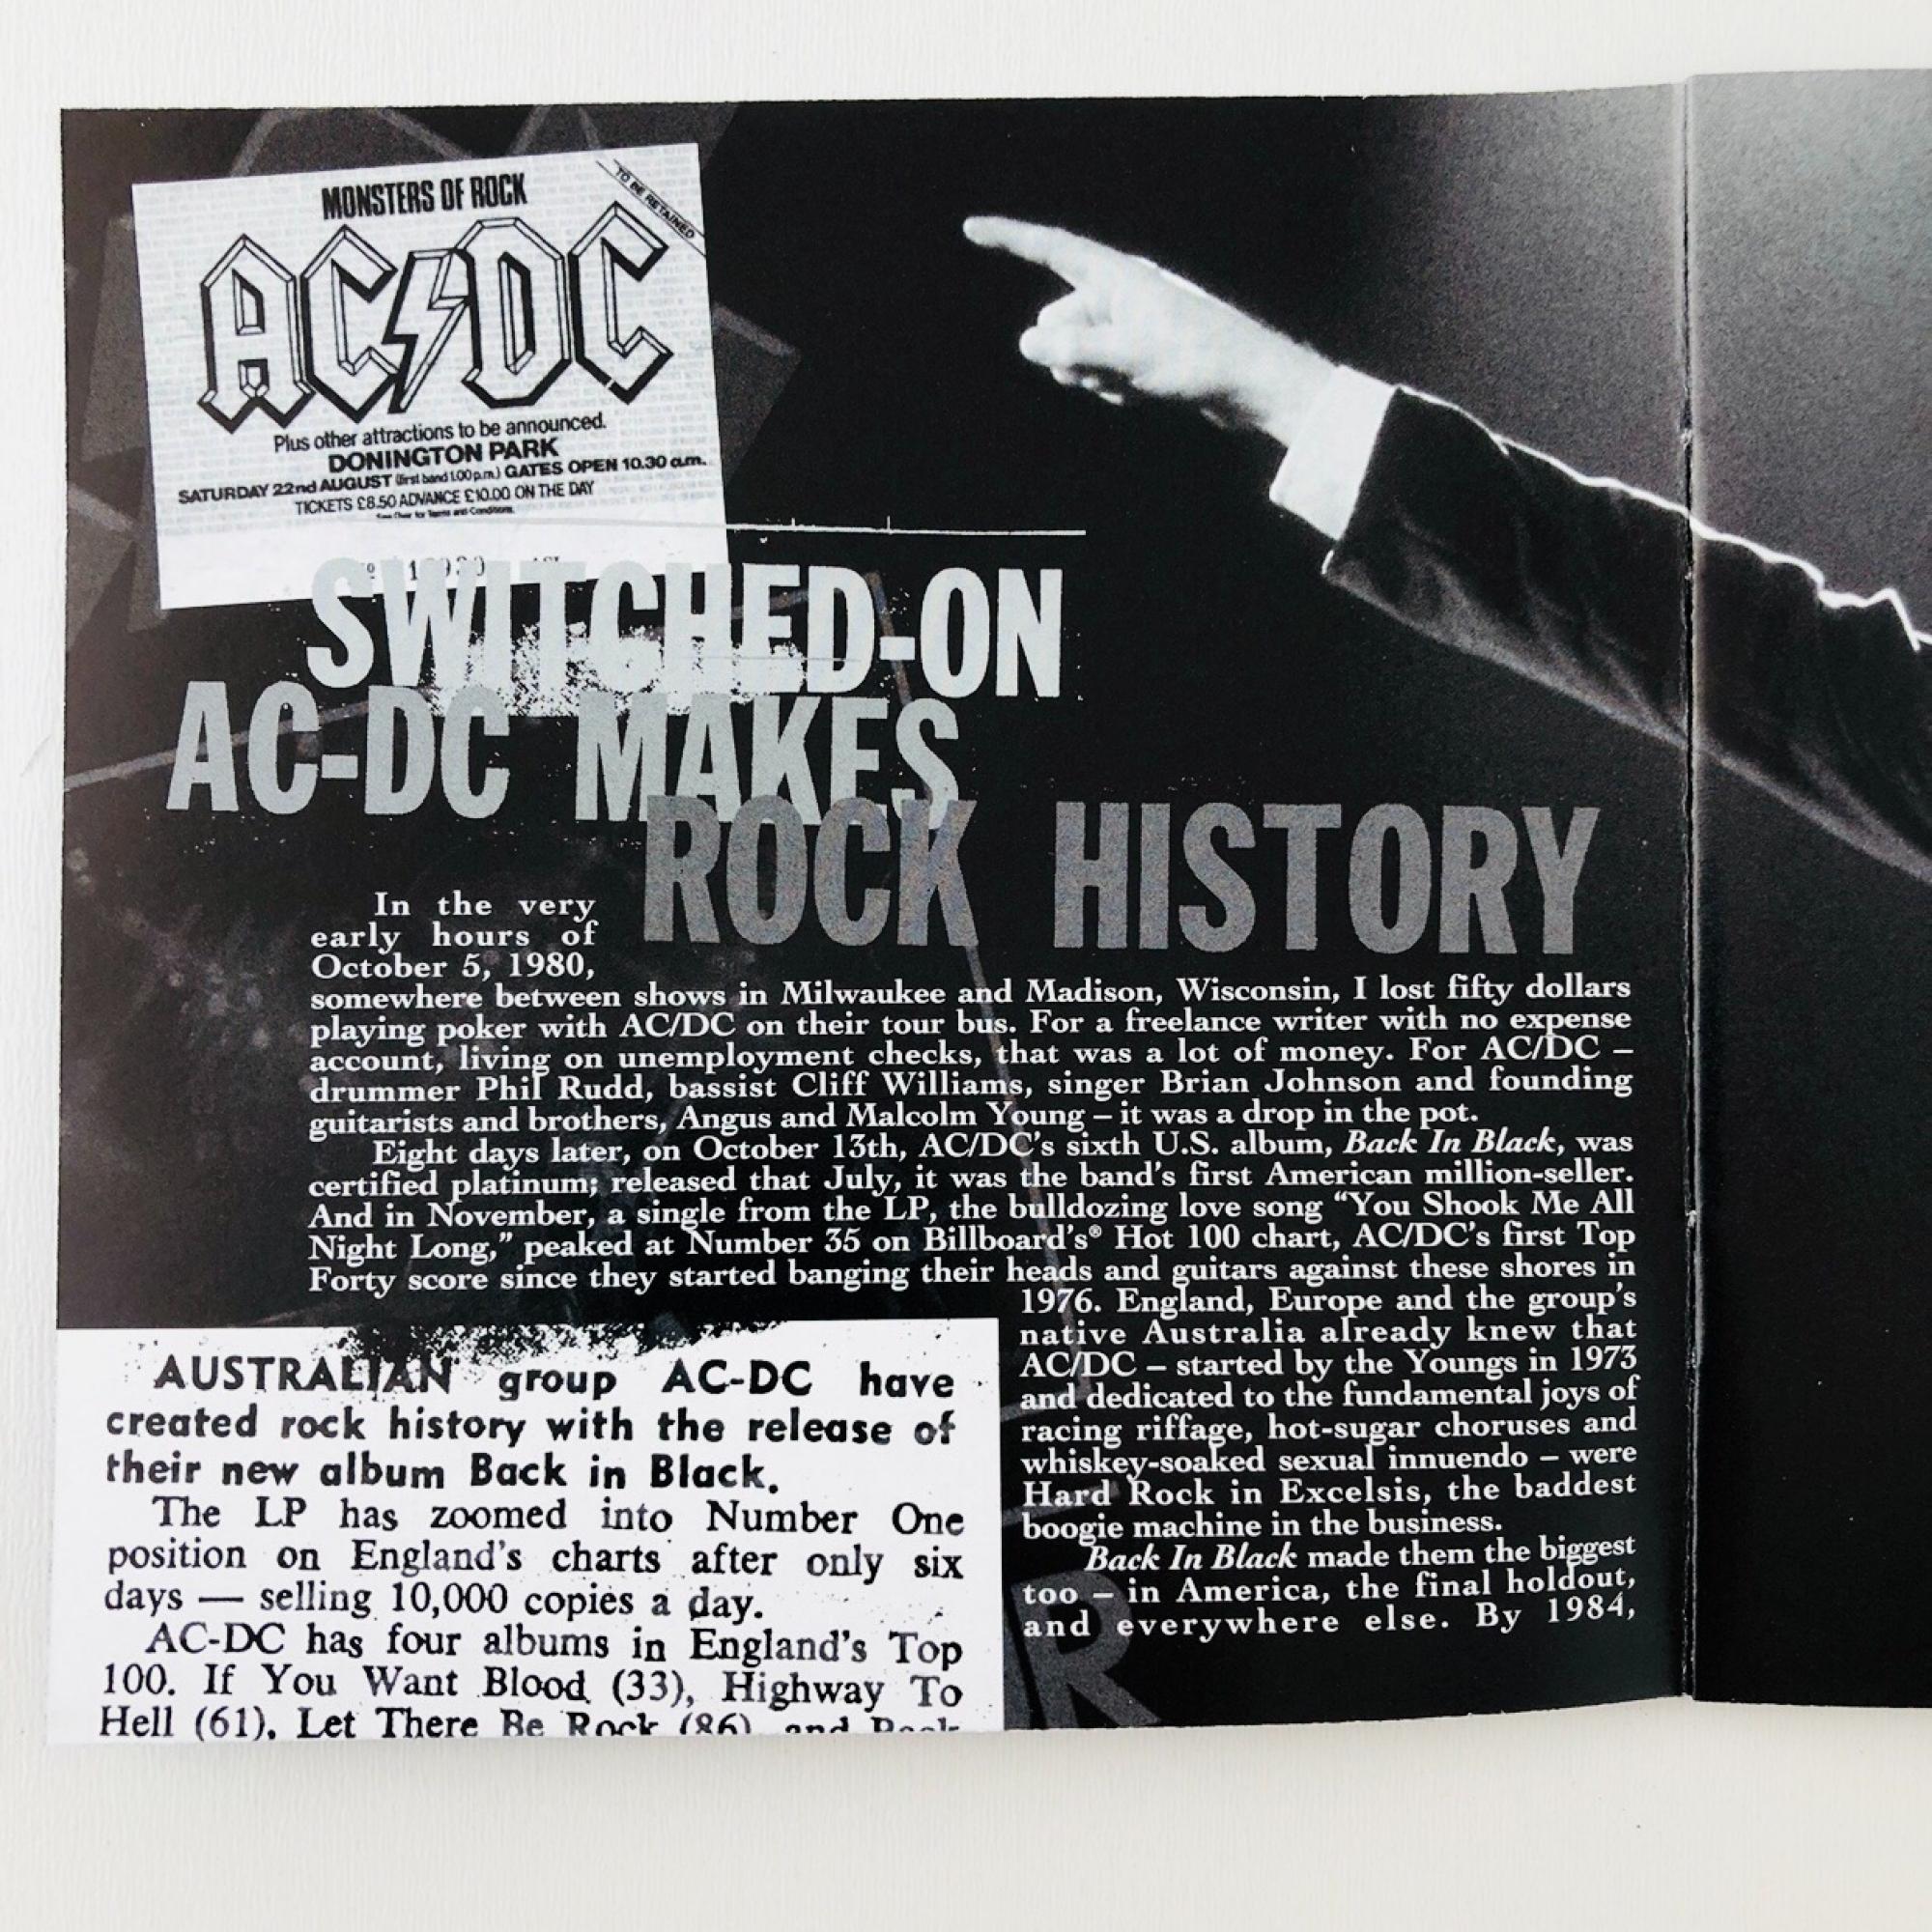 MONSTERS OF ROCK
TO BE RETAINED
AC/DC
Plus other attractions to be announced.
DONINGTON PARK
SATURDAY 22nd AUGUST (first band 1.00 p.m.) GATES OPEN 10.30 a.m.
TICKETS £8.50 ADVANCE £10.00 ON THE DAY
See Over for Terms and Conditions.
SWITCHED-ON
AC-DC MAKES
ROCK HISTORY
In the very
early hours of
October 5, 1980,
somewhere between shows in Milwaukee and Madison, Wisconsin, I lost fifty dollars
playing poker with AC/DC on their tour bus. For a freelance writer with no expense
account, living on unemployment checks, that was a lot of money. For AC/DC –
drummer Phil Rudd, bassist Cliff Williams, singer Brian Johnson and founding
guitarists and brothers, Angus and Malcolm Young – it was a drop in the pot.
Eight days later, on October 13th, AC/DC's sixth U.S. album, Back In Black, was
certified platinum; released that July, it was the band's first American million-seller.
And in November, a single from the LP, the bulldozing love song “You Shook Me All
Night Long,” peaked at Number 35 on Billboard's® Hot 100 chart, AC/DC's first Top
Forty score since they started banging their heads and guitars against these shores in
1976. England, Europe and the group's
native Australia already knew that
AC/DC – started by the Youngs in 1973
and dedicated to the fundamental joys of
racing riffage, hot-sugar choruses and
whiskey-soaked sexual innuendo – were
Hard Rock in Excelsis, the baddest
boogie machine in the business.
Back In Black made them the biggest
too – in America, the final holdout,
and everywhere else. By 1984,
AUSTRALIAN group AC-DC have
created rock history with the release of
their new album Back in Black.
The LP has zoomed into Number One
position on England's charts after only six
days — selling 10,000 copies a day.
AC-DC has four albums in England's Top
100. If You Want Blood (33), Highway To
Hell (61), Let There Be Rock (86), and